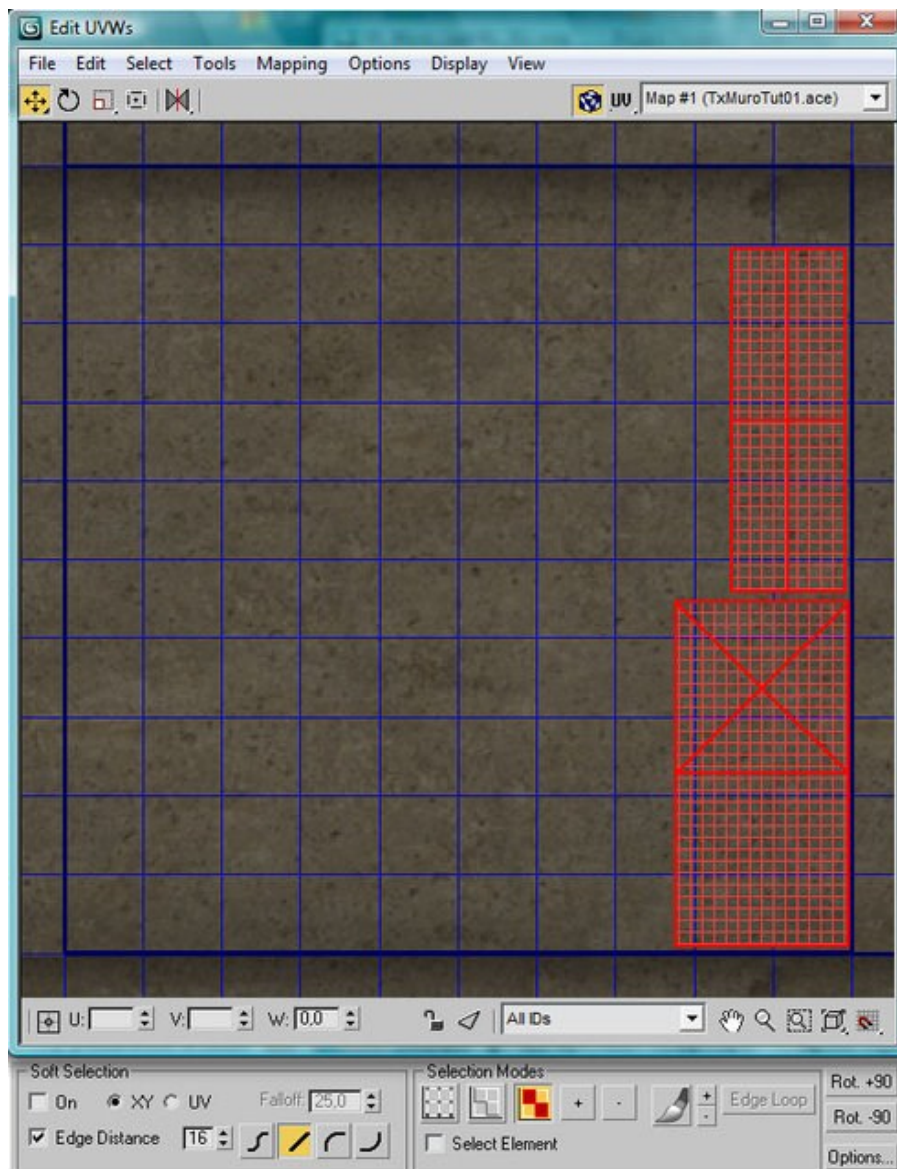 Edit UVWs
File Edit Select Tools Mapping Options Display View
UV Map #1 (TxMuroTut01.ace)
U: V: W: 0,0 All IDs
Soft Selection
On XY UV Falloff: 25,0
Edge Distance 16
Selection Modes
+ - + - Edge Loop
Select Element
Rot. +90
Rot. -90
Options...